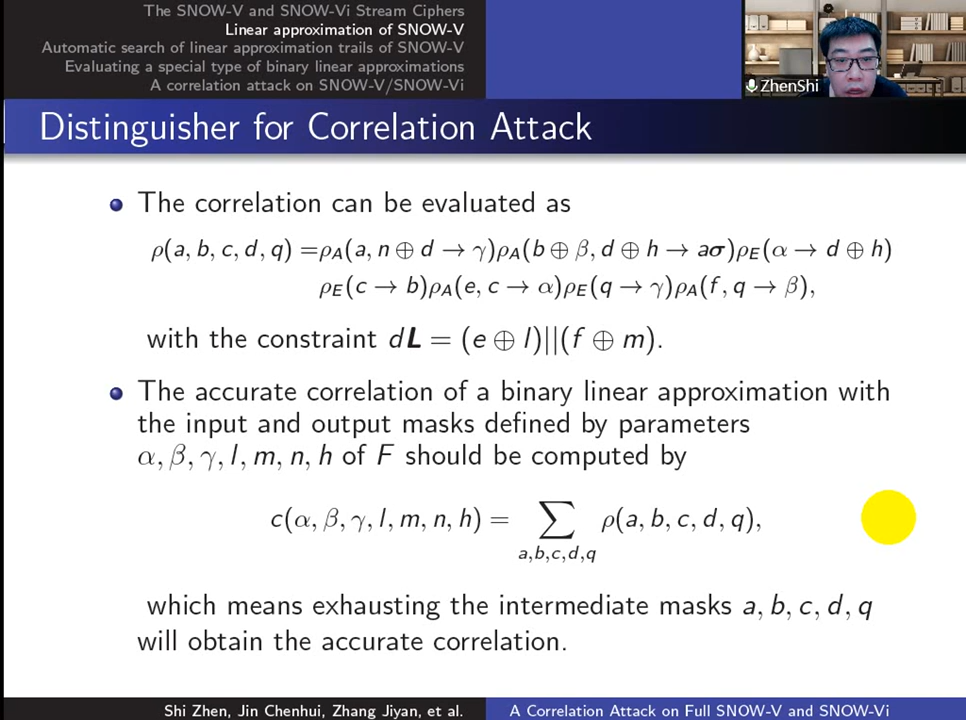 The SNOW-V and SNOW-Vi Stream Ciphers
Linear approximation of SNOW-V
Automatic search of linear approximation trails of SNOW-V
Evaluating a special type of binary linear approximations
A correlation attack on SNOW-V/SNOW-Vi
ZhenShi
Distinguisher for Correlation Attack
The correlation can be evaluated as
ρ(a, b, c, d, q) =ρ_A(a, n ⊕ d → γ)ρ_A(b ⊕ β, d ⊕ h → aσ)ρ_E(α → d ⊕ h)
ρ_E(c → b)ρ_A(e, c → α)ρ_E(q → γ)ρ_A(f, q → β),
with the constraint dL = (e ⊕ l)||(f ⊕ m).
The accurate correlation of a binary linear approximation with
the input and output masks defined by parameters
α, β, γ, l, m, n, h of F should be computed by
c(α, β, γ, l, m, n, h) = ∑ ρ(a, b, c, d, q),
a,b,c,d,q
which means exhausting the intermediate masks a, b, c, d, q
will obtain the accurate correlation.
Shi Zhen, Jin Chenhui, Zhang Jiyan, et al.
A Correlation Attack on Full SNOW-V and SNOW-Vi